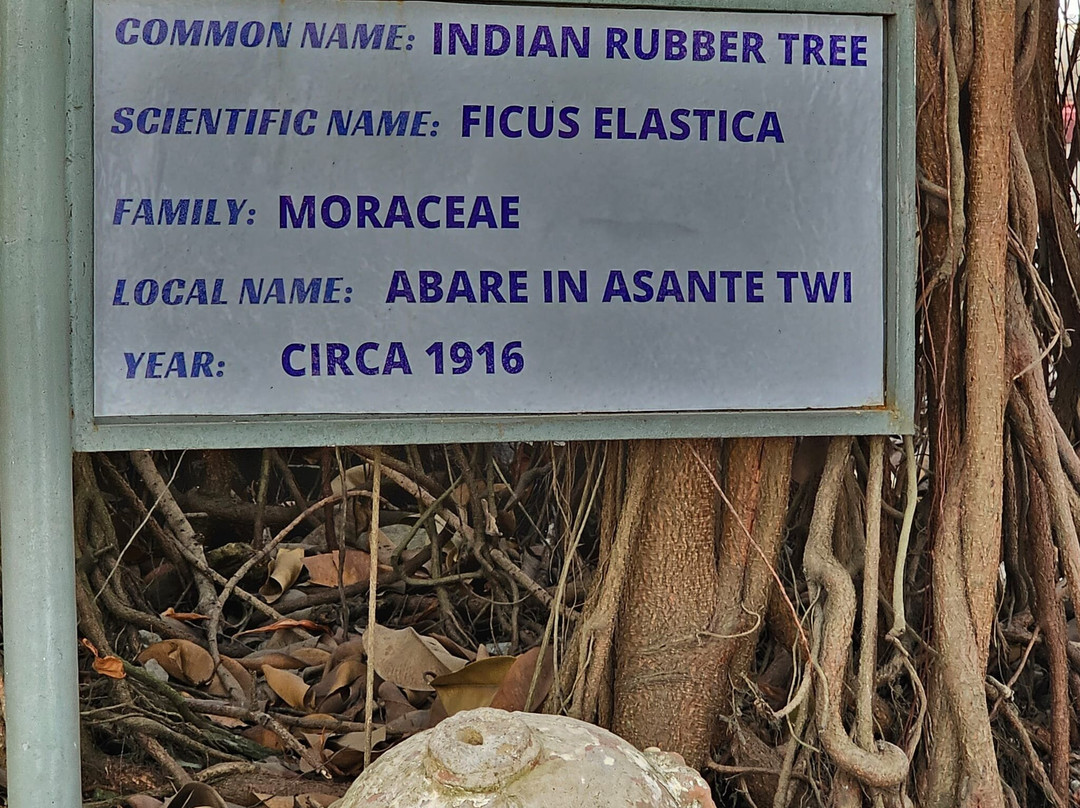 COMMON NAME: INDIAN RUBBER TREE
SCIENTIFIC NAME: FICUS ELASTICA
FAMILY: MORACEAE
LOCAL NAME: ABARE IN ASANTE TWI
YEAR: CIRCA 1916